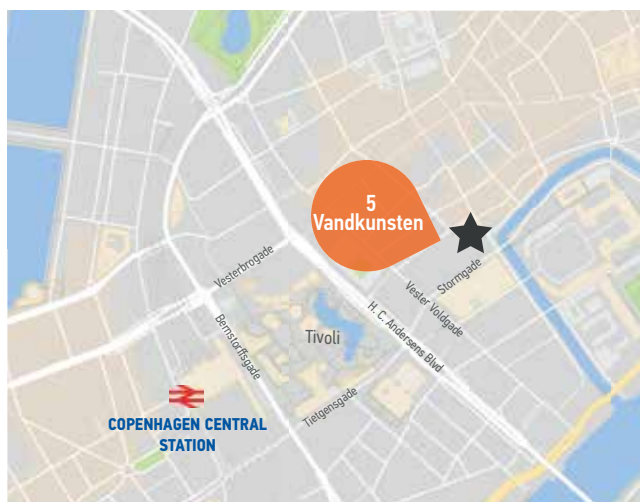 5
Vandkunsten
Vesterbrogade
Stormgade
Vester Voldgade
Bernstorffsgade
H. C. Andersens Blvd
Tivoli
Tietgensgade
COPENHAGEN CENTRAL
STATION